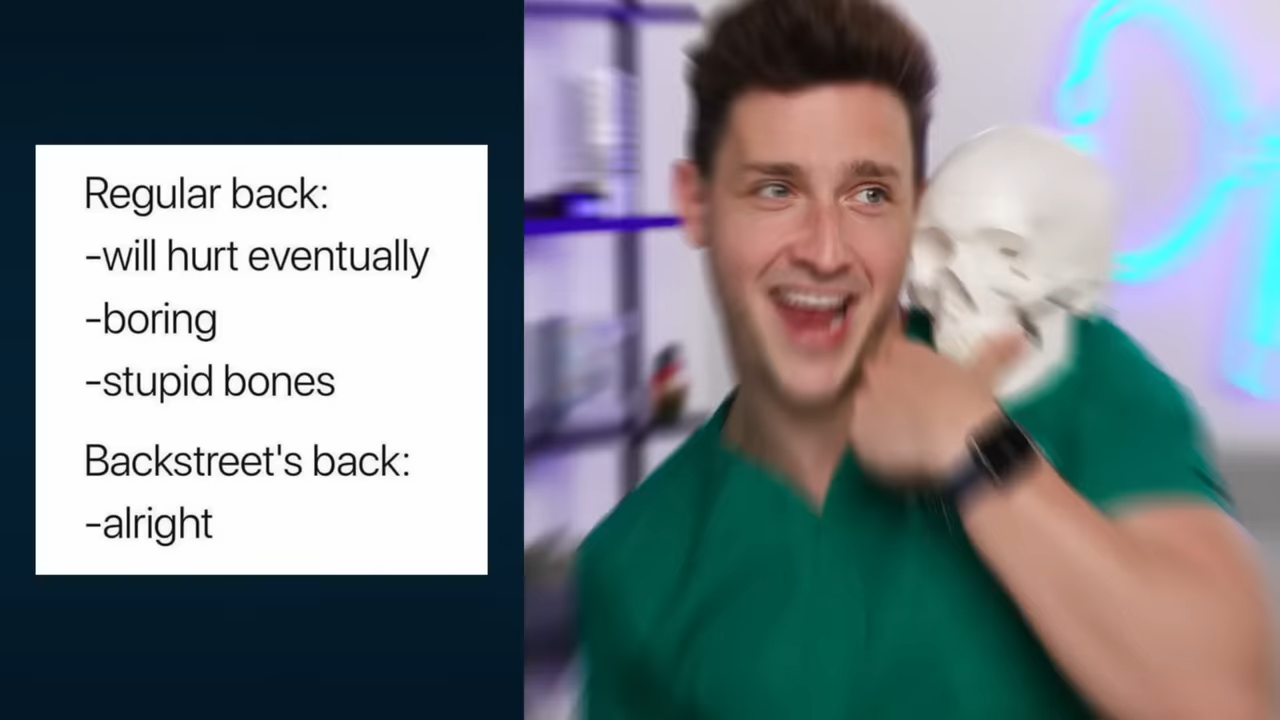 Regular back:
-will hurt eventually
-boring
-stupid bones
Backstreet's back:
-alright